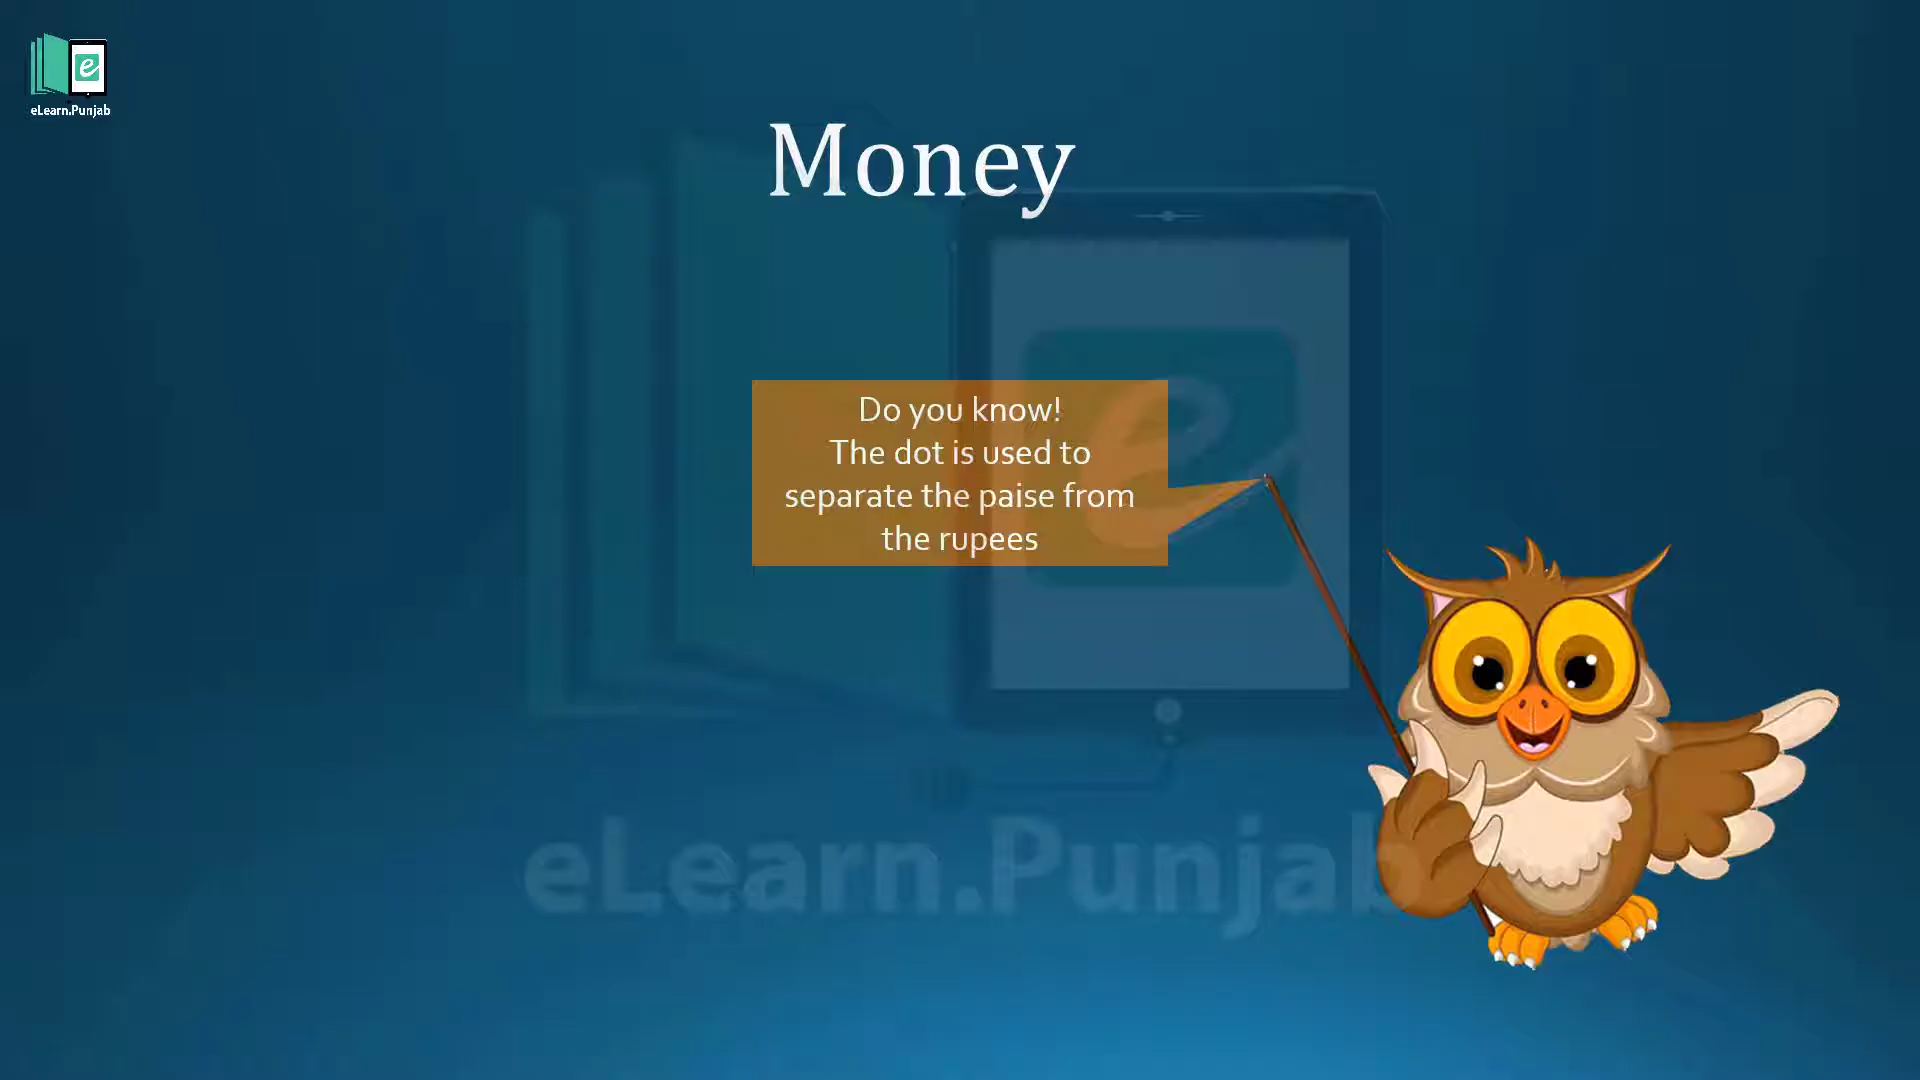 eLearn.Punjab
Money
Do you know!
The dot is used to
separate the paise from
the rupees
eLearn.Punjab